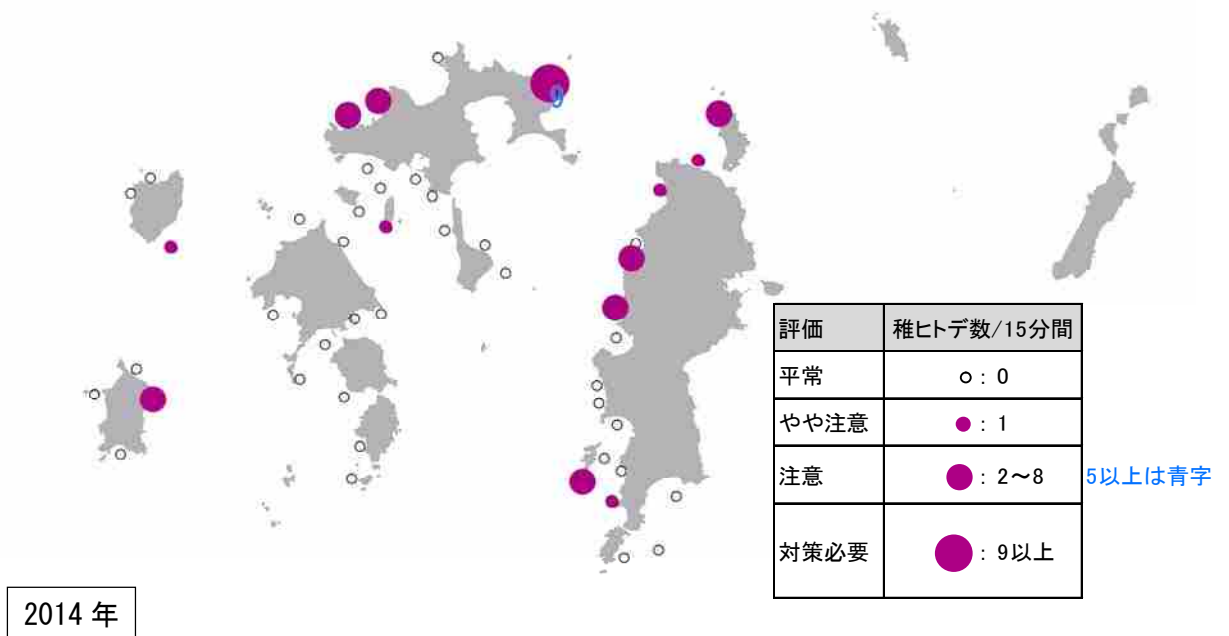 9
評価 稚ヒトデ数/15分間
平常 : 0
やや注意 : 1
注意 : 2～8 5以上は青字
対策必要 : 9以上
2014 年